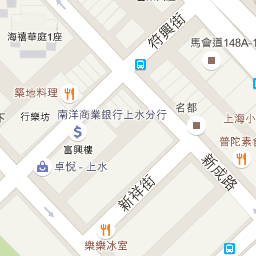 海禧華庭1座
符興街
馬會道148A-1
築地料理
南洋商業銀行上水分行
名都
行樂坊
下
上海小
富興樓
普陀素食
卓悅 - 上水
新成路
新祥街
樂樂冰室